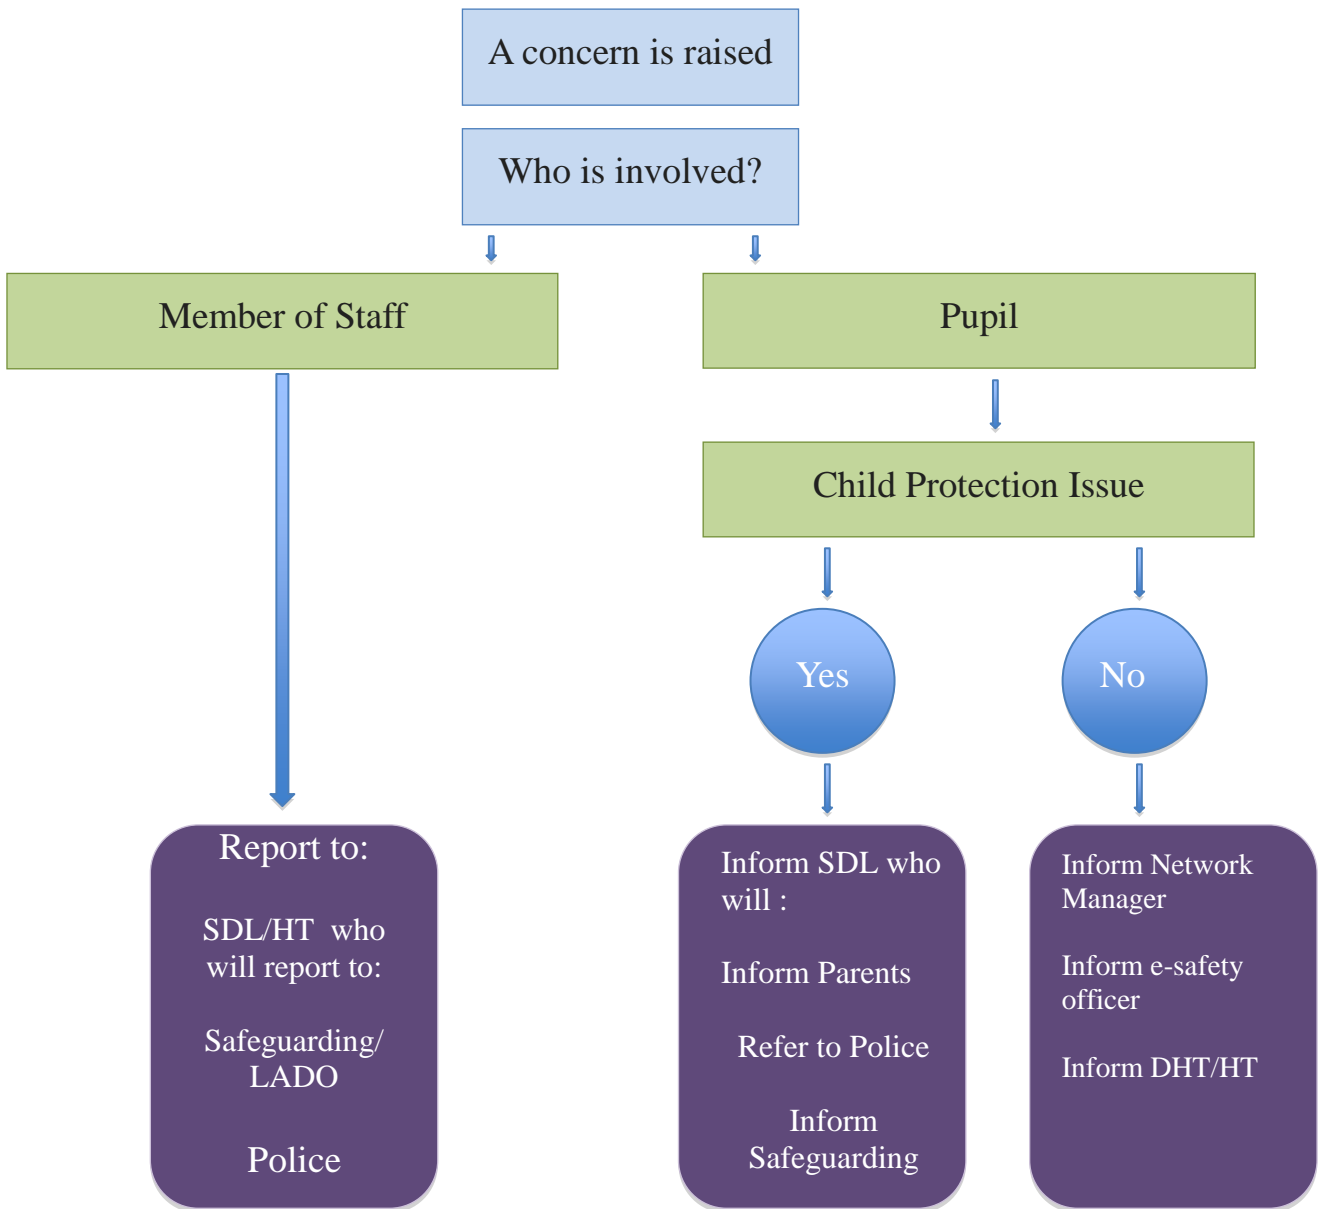 A concern is raised
Who is involved?
Member of Staff
Pupil
Child Protection Issue
Yes
No
Report to:
SDL/HT  who
will report to:
Safeguarding/
LADO
Police
Inform SDL who
will :
Inform Parents
Refer to Police
Inform
Safeguarding
Inform Network
Manager
Inform e-safety
officer
Inform DHT/HT